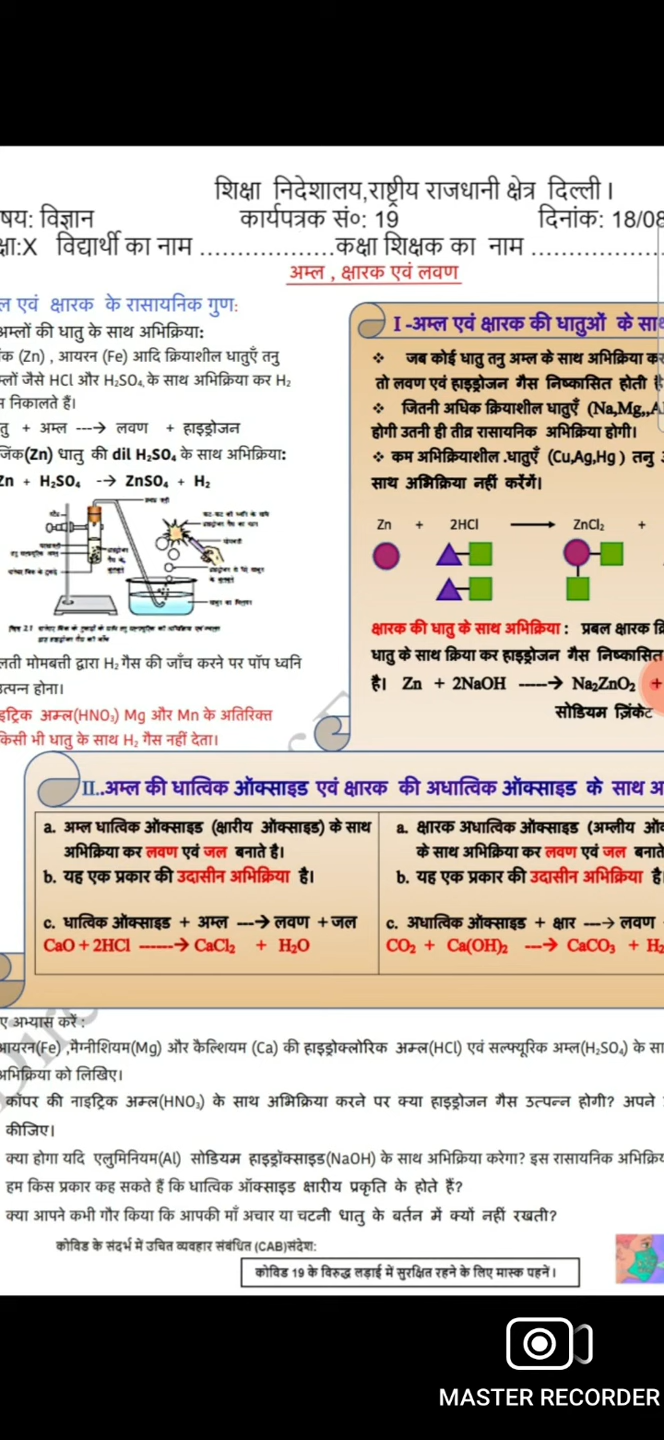 शिक्षा निदेशालय,राष्ट्रीय राजधानी क्षेत्र दिल्ली ।
षय: विज्ञान कार्यपत्रक सं०: 19 दिनांक: 18/08
क्षा:X विद्यार्थी का नाम ..................कक्षा शिक्षक का नाम ..................
अम्ल , क्षारक एवं लवण
ल एवं क्षारक के रासायनिक गुण:
अम्लों की धातु के साथ अभिक्रिया:
क (Zn) , आयरन (Fe) आदि क्रियाशील धातुएँ तनु
म्लों जैसे HCl और H₂SO₄ के साथ अभिक्रिया कर H₂
स निकालते हैं।
तु + अम्ल ---→ लवण + हाइड्रोजन
जिंक(Zn) धातु की dil H₂SO₄ के साथ अभिक्रिया:
Zn + H₂SO₄ --→ ZnSO₄ + H₂
लती मोमबत्ती द्वारा H₂ गैस की जाँच करने पर पॉप ध्वनि
उत्पन्न होना।
इट्रिक अम्ल(HNO₃) Mg और Mn के अतिरिक्त
किसी भी धातु के साथ H₂ गैस नहीं देता।
I -अम्ल एवं क्षारक की धातुओं के साथ
❖ जब कोई धातु तनु अम्ल के साथ अभिक्रिया कर
तो लवण एवं हाइड्रोजन गैस निष्कासित होती है
❖ जितनी अधिक क्रियाशील धातुएँ (Na,Mg,,A
होगी उतनी ही तीव्र रासायनिक अभिक्रिया होगी।
❖ कम अभिक्रियाशील .धातुएँ (Cu,Ag,Hg ) तनु
साथ अभिक्रिया नहीं करेंगें।
Zn + 2HCl ⟶ ZnCl₂ +
क्षारक की धातु के साथ अभिक्रिया : प्रबल क्षारक क्रि
धातु के साथ क्रिया कर हाइड्रोजन गैस निष्कासित
है। Zn + 2NaOH -----→ Na₂ZnO₂ +
सोडियम ज़िंकेट
II..अम्ल की धात्विक ऑक्साइड एवं क्षारक की अधात्विक ऑक्साइड के साथ अ
a. अम्ल धात्विक ऑक्साइड (क्षारीय ऑक्साइड) के साथ
अभिक्रिया कर लवण एवं जल बनाते है।
b. यह एक प्रकार की उदासीन अभिक्रिया है।
c. धात्विक ऑक्साइड + अम्ल ---→ लवण + जल
CaO + 2HCl ------→ CaCl₂ + H₂O
a. क्षारक अधात्विक ऑक्साइड (अम्लीय ऑ
के साथ अभिक्रिया कर लवण एवं जल बनाते
b. यह एक प्रकार की उदासीन अभिक्रिया है
c. अधात्विक ऑक्साइड + क्षार ---→ लवण
CO₂ + Ca(OH)₂ ---→ CaCO₃ + H₂
ए अभ्यास करें :
आयरन(Fe) ,मैग्नीशियम(Mg) और कैल्शियम (Ca) की हाइड्रोक्लोरिक अम्ल(HCl) एवं सल्फ्यूरिक अम्ल(H₂SO₄) के सा
अभिक्रिया को लिखिए।
कॉपर की नाइट्रिक अम्ल(HNO₃) के साथ अभिक्रिया करने पर क्या हाइड्रोजन गैस उत्पन्न होगी? अपने
कीजिए।
क्या होगा यदि एलुमिनियम(Al) सोडियम हाइड्रॉक्साइड(NaOH) के साथ अभिक्रिया करेगा? इस रासायनिक अभिक्रिय
हम किस प्रकार कह सकते हैं कि धात्विक ऑक्साइड क्षारीय प्रकृति के होते हैं?
क्या आपने कभी गौर किया कि आपकी माँ अचार या चटनी धातु के बर्तन में क्यों नहीं रखती?
कोविड के संदर्भ में उचित व्यवहार संबंधित (CAB)संदेश:
कोविड 19 के विरुद्ध लड़ाई में सुरक्षित रहने के लिए मास्क पहनें।
MASTER RECORDER